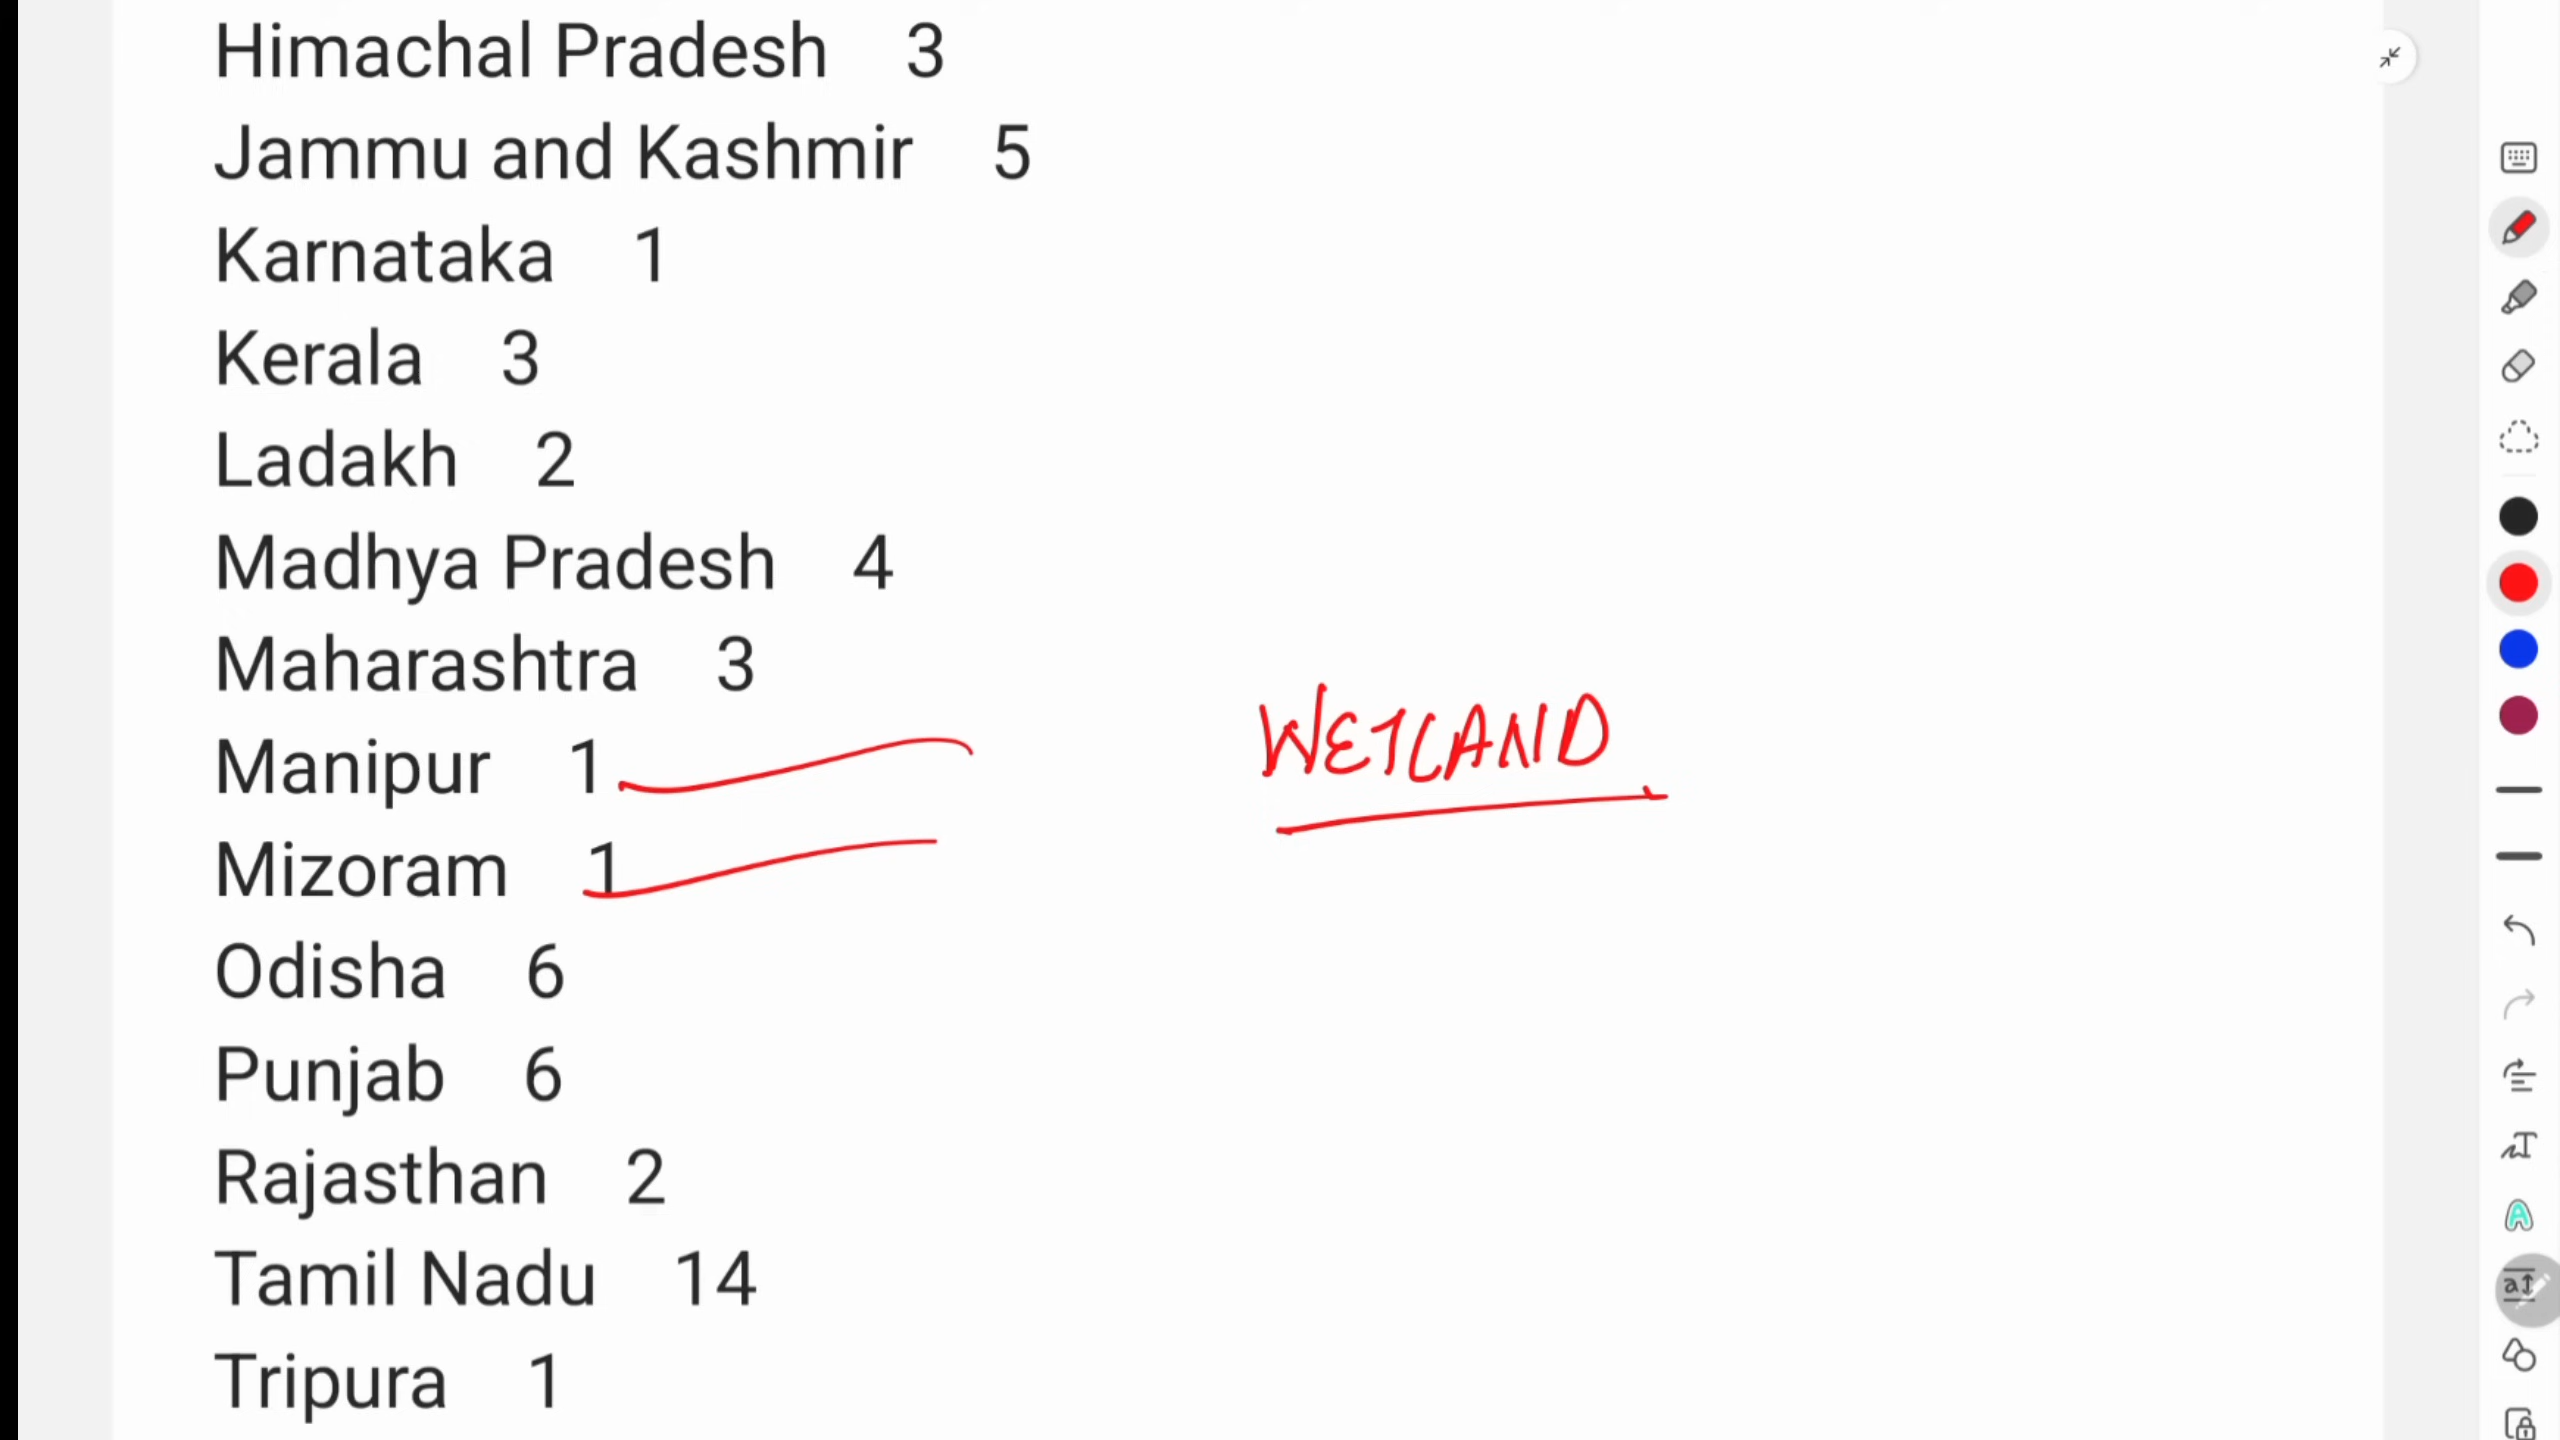 Himachal Pradesh 3
Jammu and Kashmir 5
Karnataka 1
Kerala 3
Ladakh 2
Madhya Pradesh 4
Maharashtra 3
Manipur 1
WETLAND
Mizoram 1
Odisha 6
Punjab 6
Rajasthan 2
Tamil Nadu 14
Tripura 1